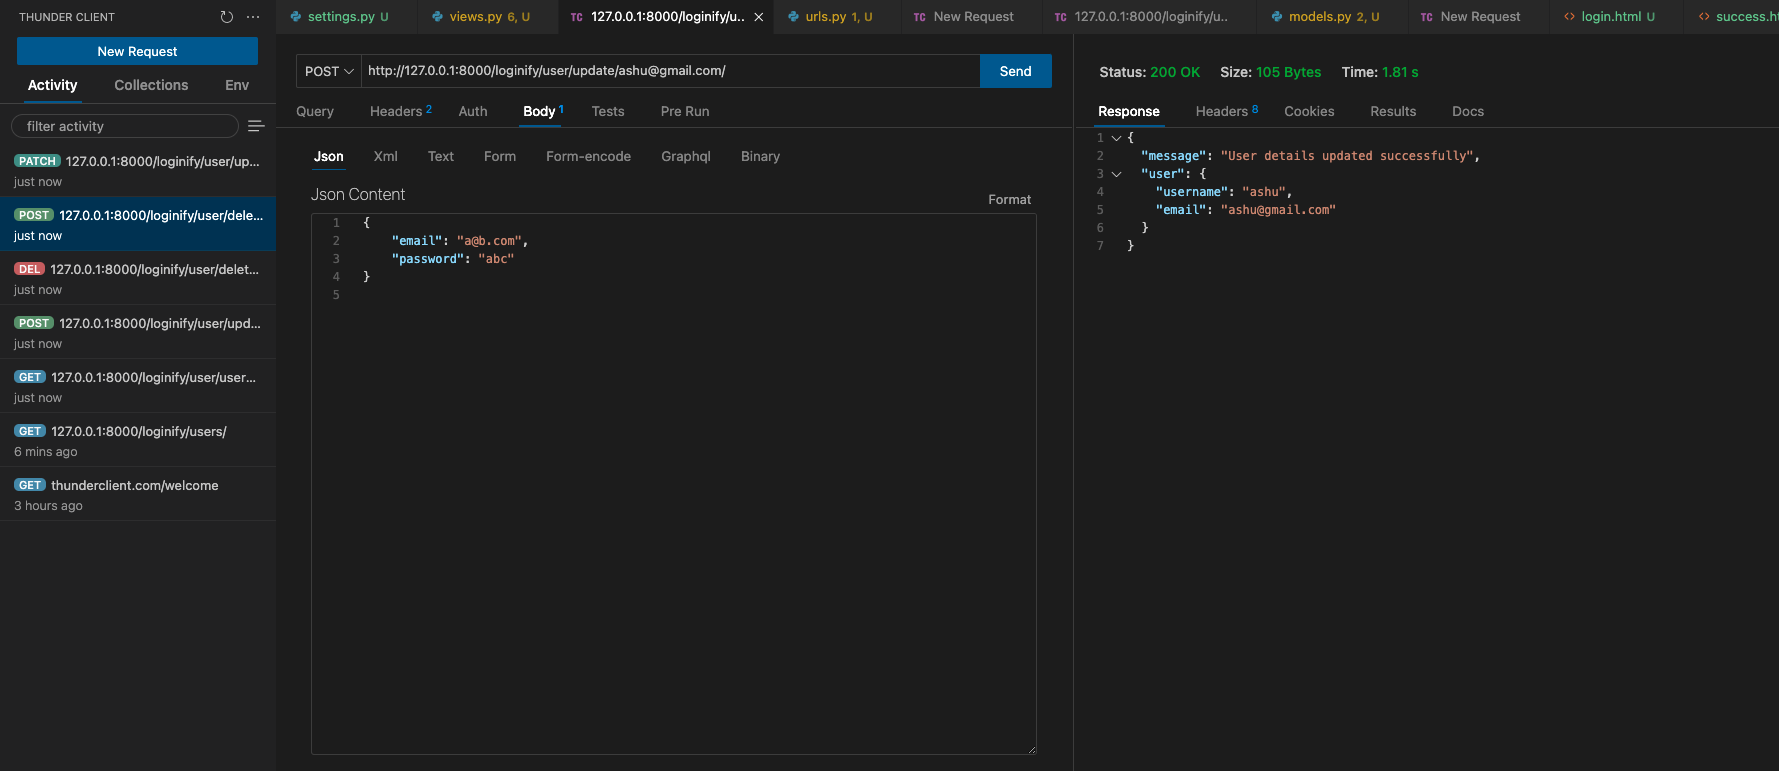 THUNDER CLIENT
New Request
Activity Collections Env
filter activity
PATCH 127.0.0.1:8000/loginify/user/up...
just now
POST 127.0.0.1:8000/loginify/user/dele...
just now
DEL 127.0.0.1:8000/loginify/user/delet...
just now
POST 127.0.0.1:8000/loginify/user/upd...
just now
GET 127.0.0.1:8000/loginify/user/user...
just now
GET 127.0.0.1:8000/loginify/users/
6 mins ago
GET thunderclient.com/welcome
3 hours ago
settings.py U views.py 6, U TC 127.0.0.1:8000/loginify/u.. urls.py 1, U TC New Request TC 127.0.0.1:8000/loginify/u.. models.py 2, U TC New Request login.html U success.ht
POST http://127.0.0.1:8000/loginify/user/update/ashu@gmail.com/ Send
Query Headers 2 Auth Body 1 Tests Pre Run
Json Xml Text Form Form-encode Graphql Binary
Json Content Format
1 {
2 "email": "a@b.com",
3 "password": "abc"
4 }
5
Status: 200 OK Size: 105 Bytes Time: 1.81 s
Response Headers 8 Cookies Results Docs
1 {
2 "message": "User details updated successfully",
3 "user": {
4 "username": "ashu",
5 "email": "ashu@gmail.com"
6 }
7 }